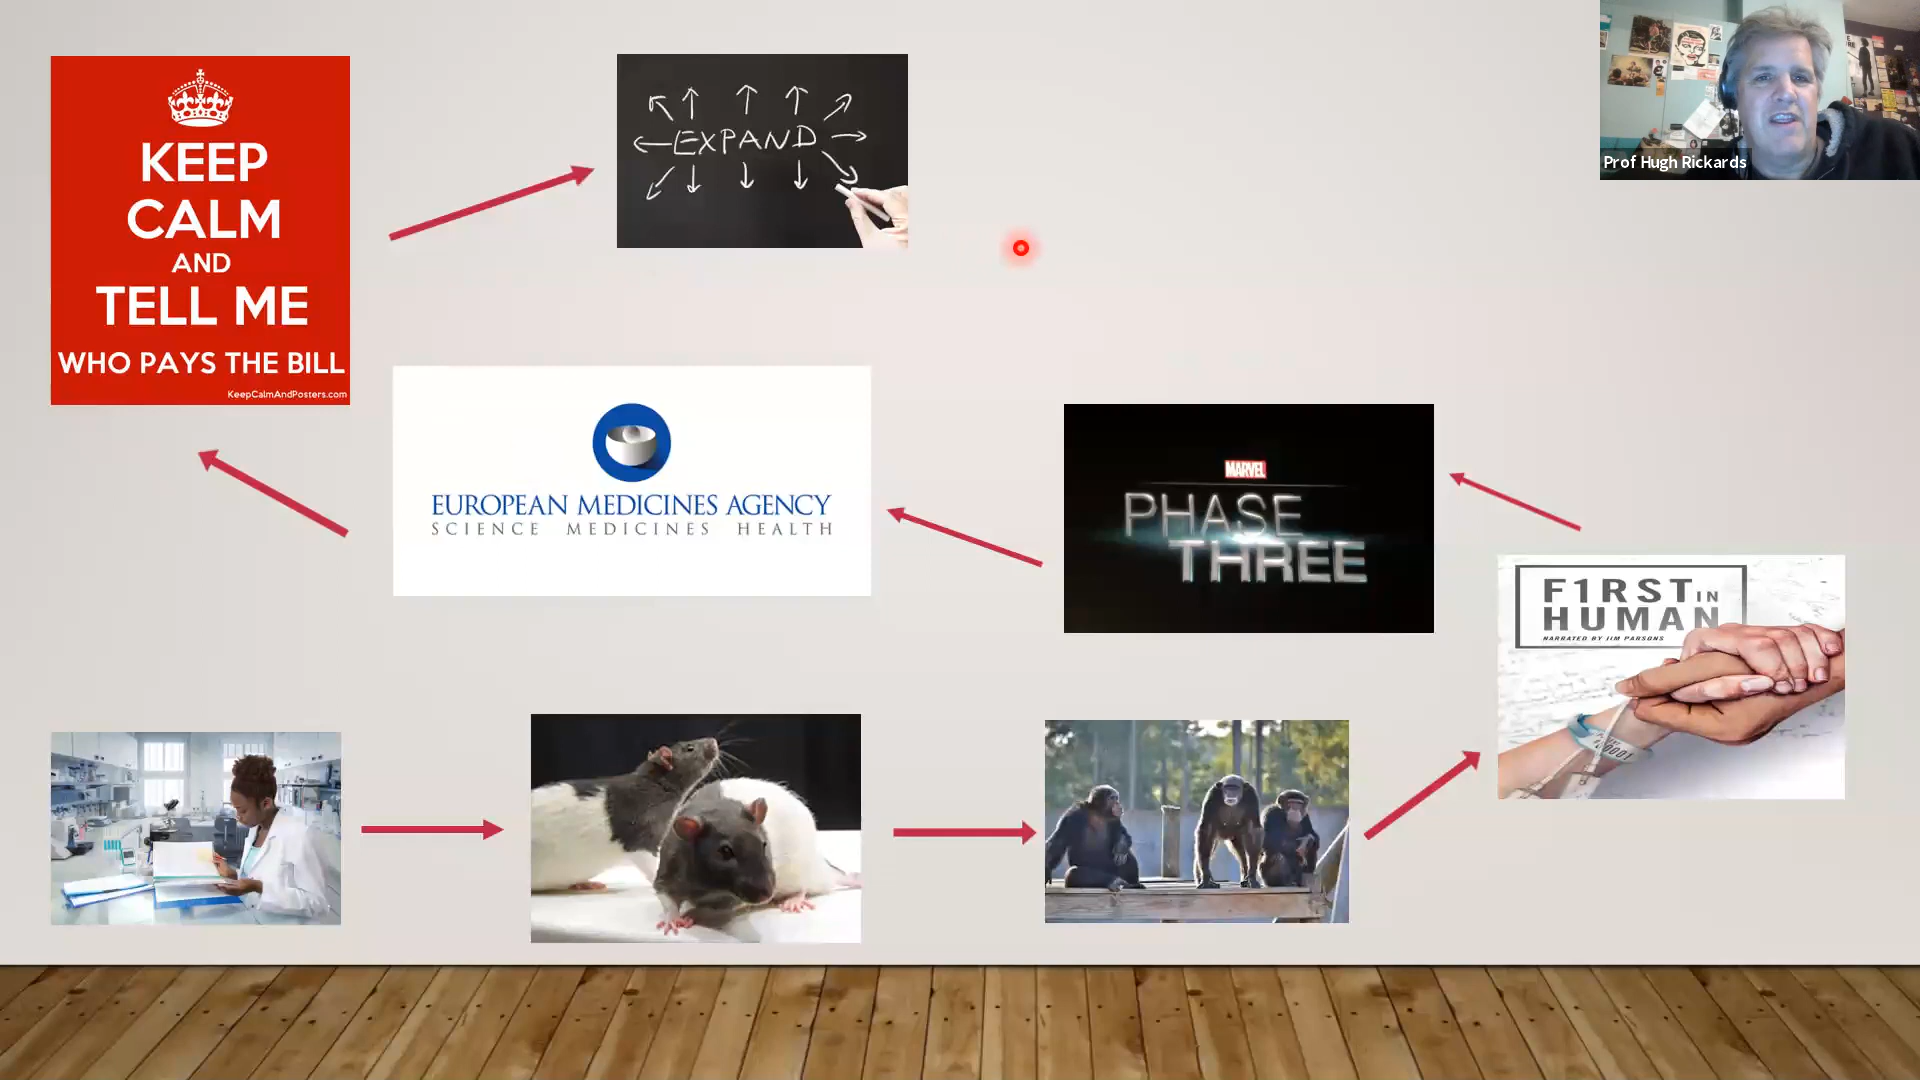 KEEP
CALM
AND
TELL ME
WHO PAYS THE BILL
KeepCalmAndPosters.com
EXPAND
Prof Hugh Rickards
EUROPEAN MEDICINES AGENCY
SCIENCE MEDICINES HEALTH
MARVEL
PHASE
THREE
F1RST IN
HUMAN
NARRATED BY JIM PARSONS